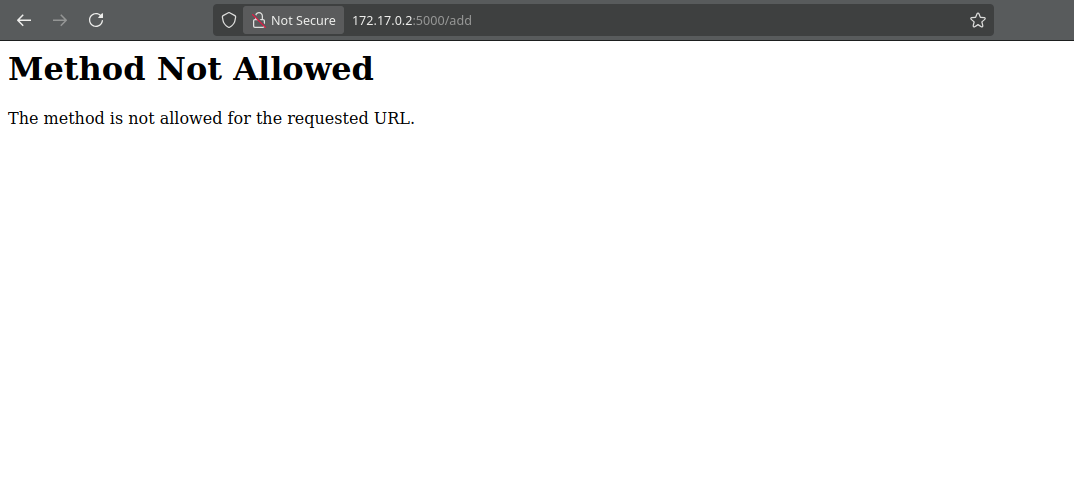 Not Secure 172.17.0.2:5000/add
Method Not Allowed
The method is not allowed for the requested URL.